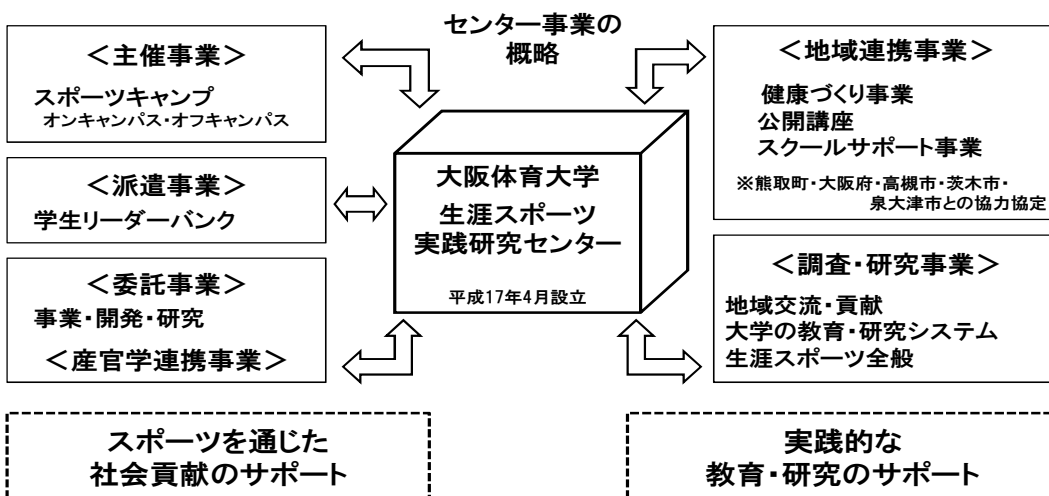 センター事業の
概略
＜主催事業＞
スポーツキャンプ
オンキャンパス・オフキャンパス
＜派遣事業＞
学生リーダーバンク
＜委託事業＞
事業・開発・研究
＜産官学連携事業＞
大阪体育大学
生涯スポーツ
実践研究センター
平成17年4月設立
＜地域連携事業＞
健康づくり事業
公開講座
スクールサポート事業
※熊取町・大阪府・高槻市・茨木市・
泉大津市との協力協定
＜調査・研究事業＞
地域交流・貢献
大学の教育・研究システム
生涯スポーツ全般
スポーツを通じた
社会貢献のサポート
実践的な
教育・研究のサポート